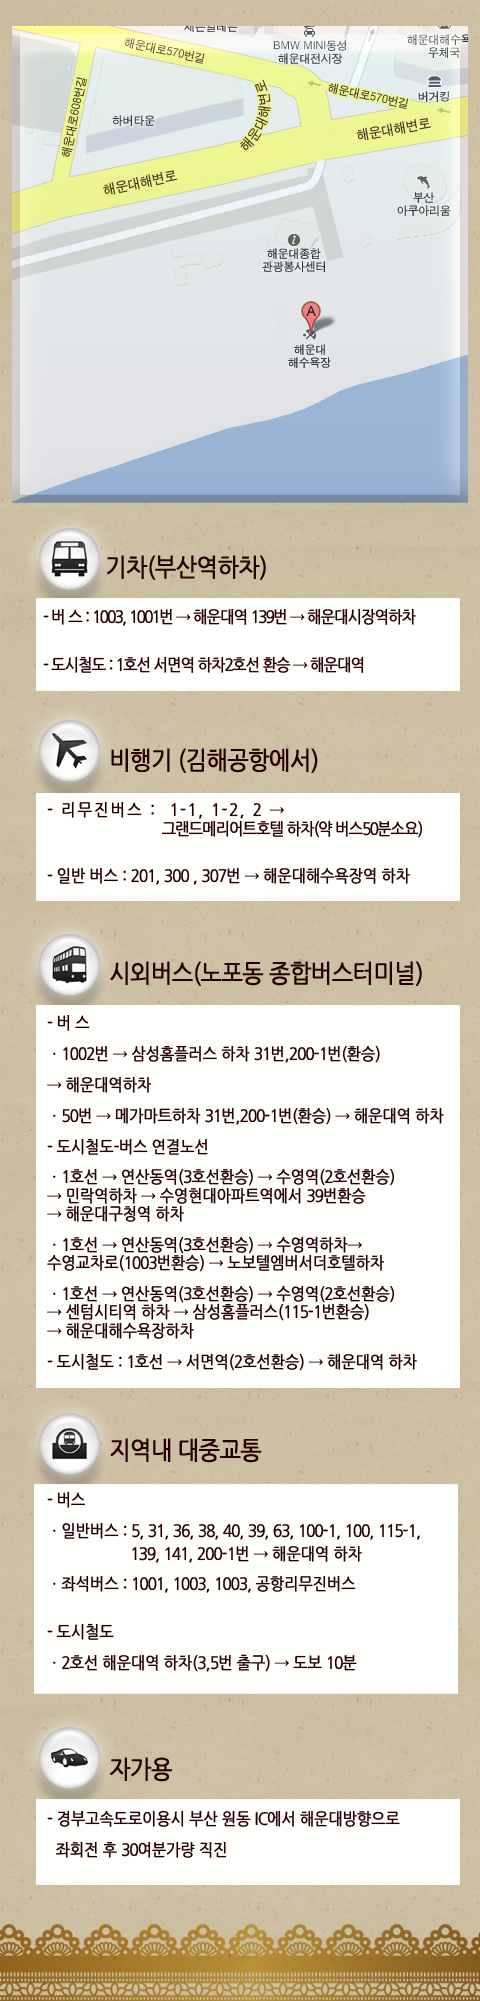 BMW MINI동성
해운대전시장
해운대해수욕
우체국
해운대로570번길
해운대로608번길
하버타운
해운대해변로
해운대로570번길
버거킹
해운대해변로
해운대해변로
부산
아쿠아리움
해운대종합
관광봉사센터
A
해운대
해수욕장
기차(부산역하차)
- 버 스 : 1003, 1001번 → 해운대역 139번 → 해운대시장역하차
- 도시철도 : 1호선 서면역 하차2호선 환승 → 해운대역
비행기 (김해공항에서)
- 리무진버스 : 1-1, 1-2, 2 →
그랜드메리어트호텔 하차(약 버스50분소요)
- 일반 버스 : 201, 300 , 307번 → 해운대해수욕장역 하차
시외버스(노포동 종합버스터미널)
- 버 스
· 1002번 → 삼성홈플러스 하차 31번,200-1번(환승)
→ 해운대역하차
· 50번 → 메가마트하차 31번,200-1번(환승) → 해운대역 하차
- 도시철도-버스 연결노선
· 1호선 → 연산동역(3호선환승) → 수영역(2호선환승)
→ 민락역하차 → 수영현대아파트역에서 39번환승
→ 해운대구청역 하차
· 1호선 → 연산동역(3호선환승) → 수영역하차→
수영교차로(1003번환승) → 노보텔엠버서더호텔하차
· 1호선 → 연산동역(3호선환승) → 수영역(2호선환승)
→ 센텀시티역 하차 → 삼성홈플러스(115-1번환승)
→ 해운대해수욕장하차
- 도시철도 : 1호선 → 서면역(2호선환승) → 해운대역 하차
지역내 대중교통
- 버스
· 일반버스 : 5, 31, 36, 38, 40, 39, 63, 100-1, 100, 115-1,
139, 141, 200-1번 → 해운대역 하차
· 좌석버스 : 1001, 1003, 1003, 공항리무진버스
- 도시철도
· 2호선 해운대역 하차(3,5번 출구) → 도보 10분
자가용
- 경부고속도로이용시 부산 원동 IC에서 해운대방향으로
좌회전 후 30여분가량 직진